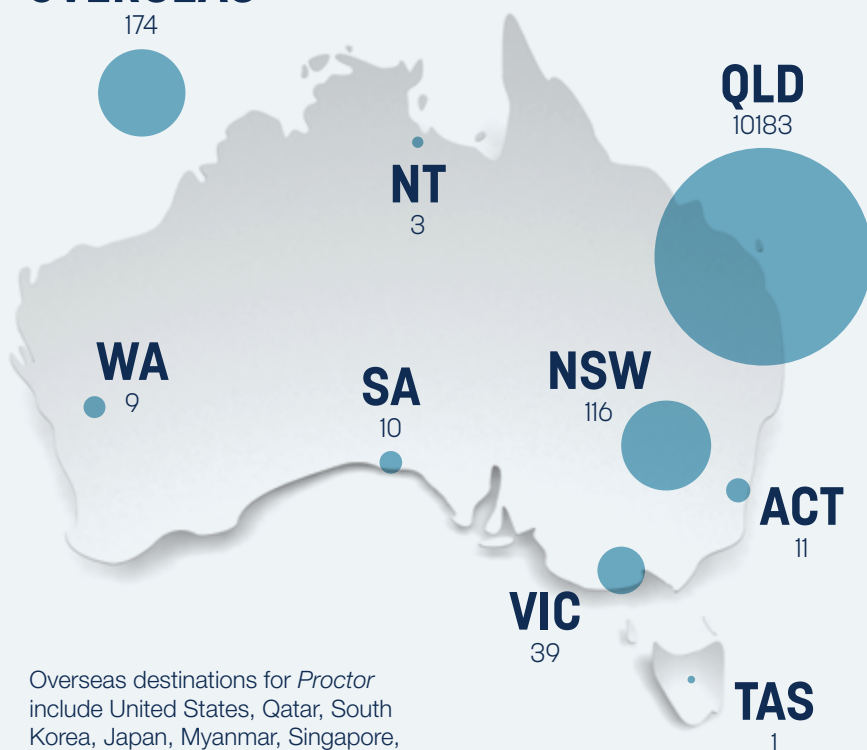 174
QLD
10183
NT
3
WA
9
SA
10
NSW
116
ACT
11
VIC
39
Overseas destinations for Proctor
include United States, Qatar, South
Korea, Japan, Myanmar, Singapore,
TAS
1